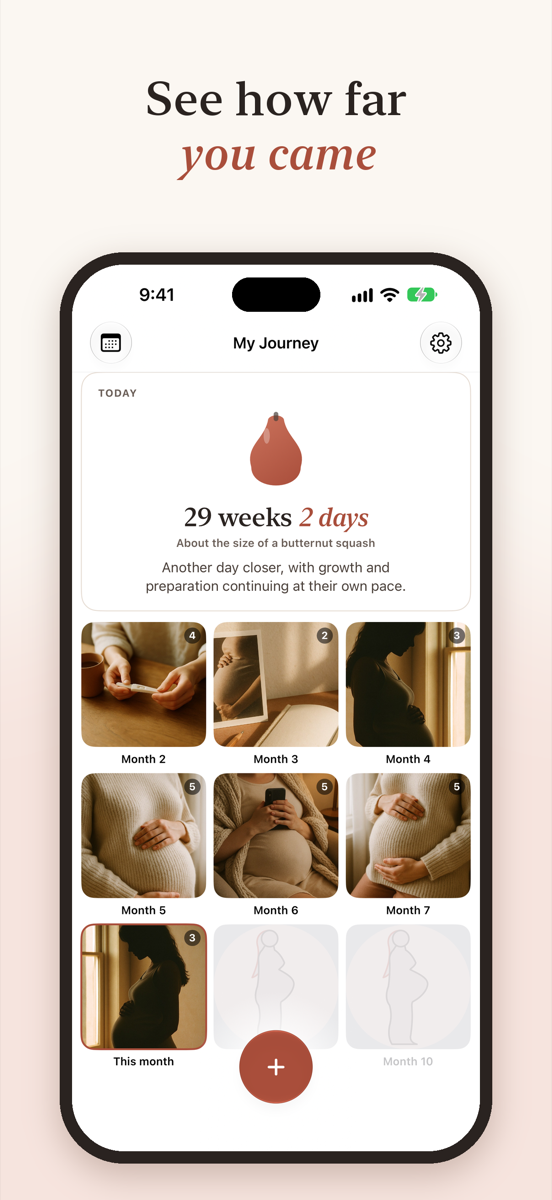 See how far
you came
9:41
My Journey
TODAY
29 weeks 2 days
About the size of a butternut squash
Another day closer, with growth and
preparation continuing at their own pace.
4
2
3
Month 2
Month 3
Month 4
5
5
5
Month 5
Month 6
Month 7
3
This month
Month 10